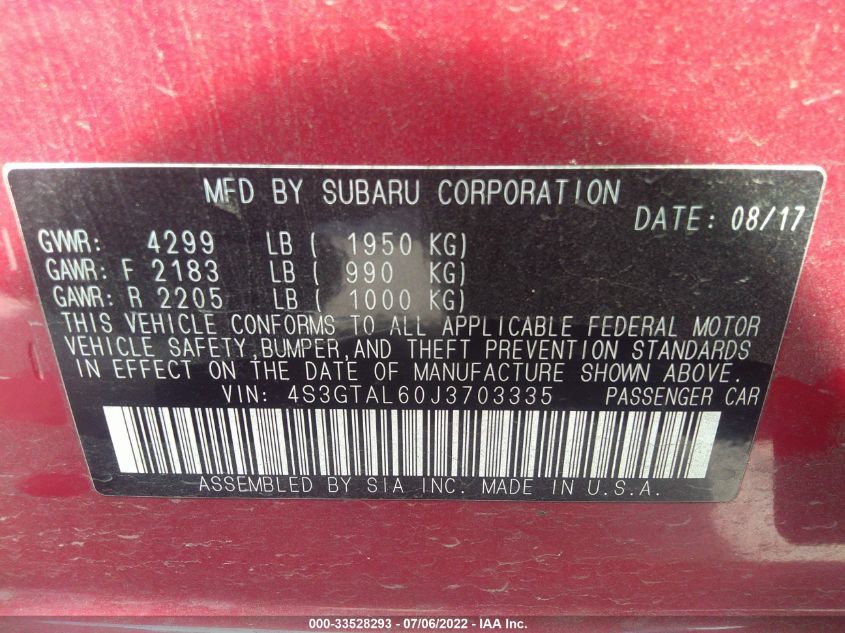 MFD BY SUBARU CORPORATION
DATE: 08/17
GVWR: 4299 LB ( 1950 KG)
GAWR: F 2183 LB ( 990 KG)
GAWR: R 2205 LB ( 1000 KG)
THIS VEHICLE CONFORMS TO ALL APPLICABLE FEDERAL MOTOR
VEHICLE SAFETY,BUMPER,AND THEFT PREVENTION STANDARDS
IN EFFECT ON THE DATE OF MANUFACTURE SHOWN ABOVE.
VIN: 4S3GTAL60J3703335 PASSENGER CAR
ASSEMBLED BY SIA INC. MADE IN U.S.A.
000-33528293 - 07/06/2022 - IAA Inc.